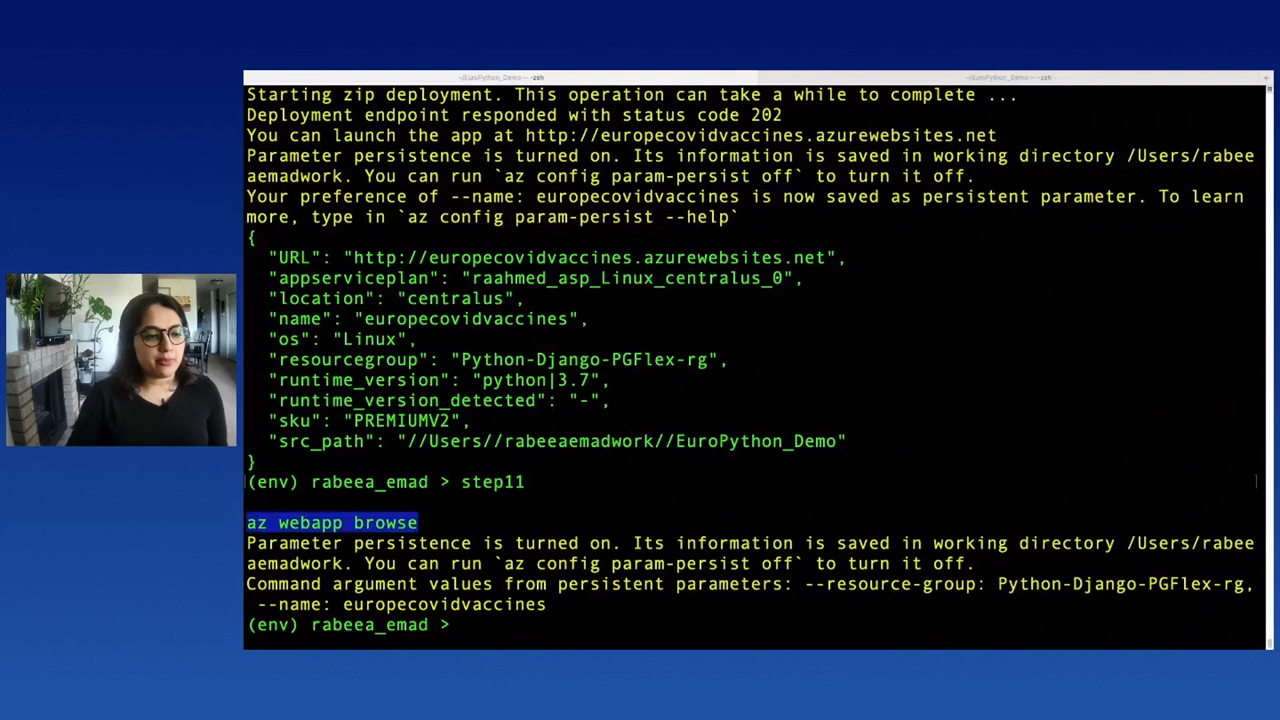 ~/EuroPython_Demo — -zsh
~/EuroPython_Demo — -zsh
+
Starting zip deployment. This operation can take a while to complete ...
Deployment endpoint responded with status code 202
You can launch the app at http://europecovidvaccines.azurewebsites.net
Parameter persistence is turned on. Its information is saved in working directory /Users/rabee
aemadwork. You can run `az config param-persist off` to turn it off.
Your preference of --name: europecovidvaccines is now saved as persistent parameter. To learn
more, type in `az config param-persist --help`
{
"URL": "http://europecovidvaccines.azurewebsites.net",
"appserviceplan": "raahmed_asp_Linux_centralus_0",
"location": "centralus",
"name": "europecovidvaccines",
"os": "Linux",
"resourcegroup": "Python-Django-PGFlex-rg",
"runtime_version": "python|3.7",
"runtime_version_detected": "-",
"sku": "PREMIUMV2",
"src_path": "//Users//rabeeaemadwork//EuroPython_Demo"
}
(env) rabeea_emad > step11
az webapp browse
Parameter persistence is turned on. Its information is saved in working directory /Users/rabee
aemadwork. You can run `az config param-persist off` to turn it off.
Command argument values from persistent parameters: --resource-group: Python-Django-PGFlex-rg,
--name: europecovidvaccines
(env) rabeea_emad >